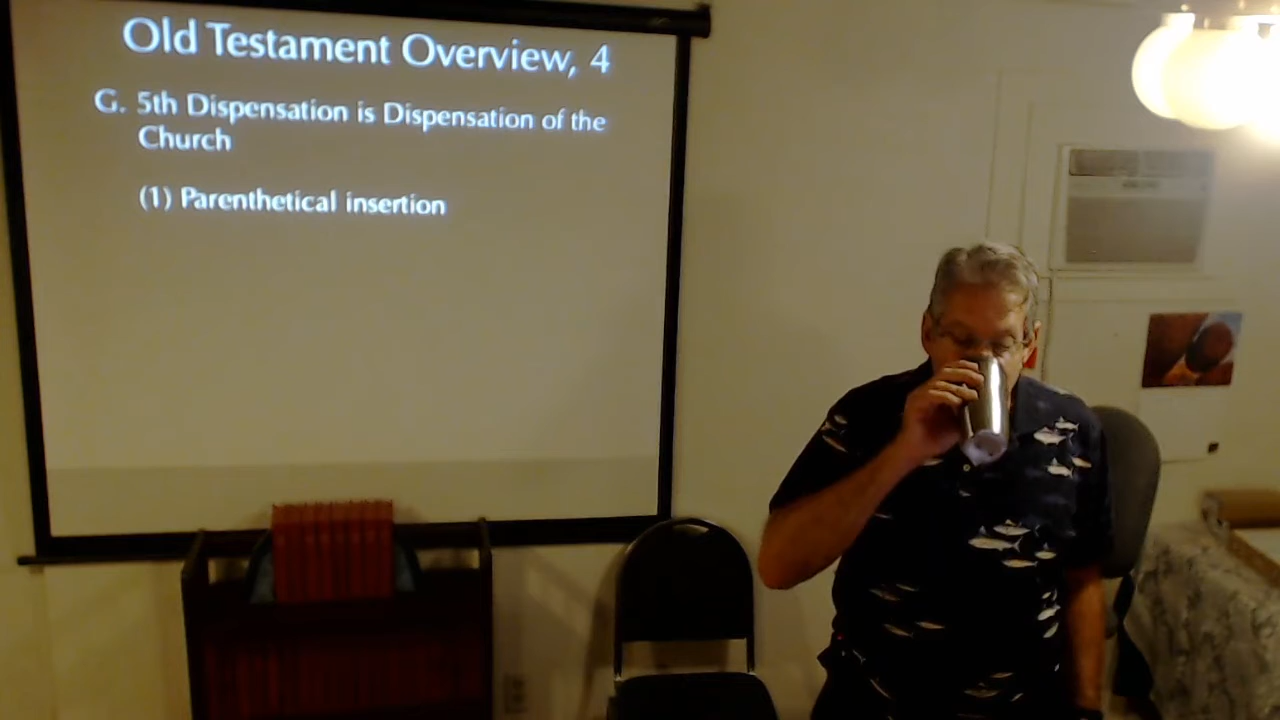 Old Testament Overview, 4
G. 5th Dispensation is Dispensation of the
Church
(1) Parenthetical insertion